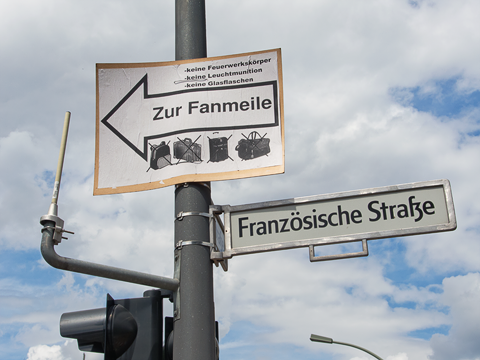 -keine Feuerwerkskörper
-keine Leuchtmunition
-keine Glasflaschen
Zur Fanmeile
Französische Straße